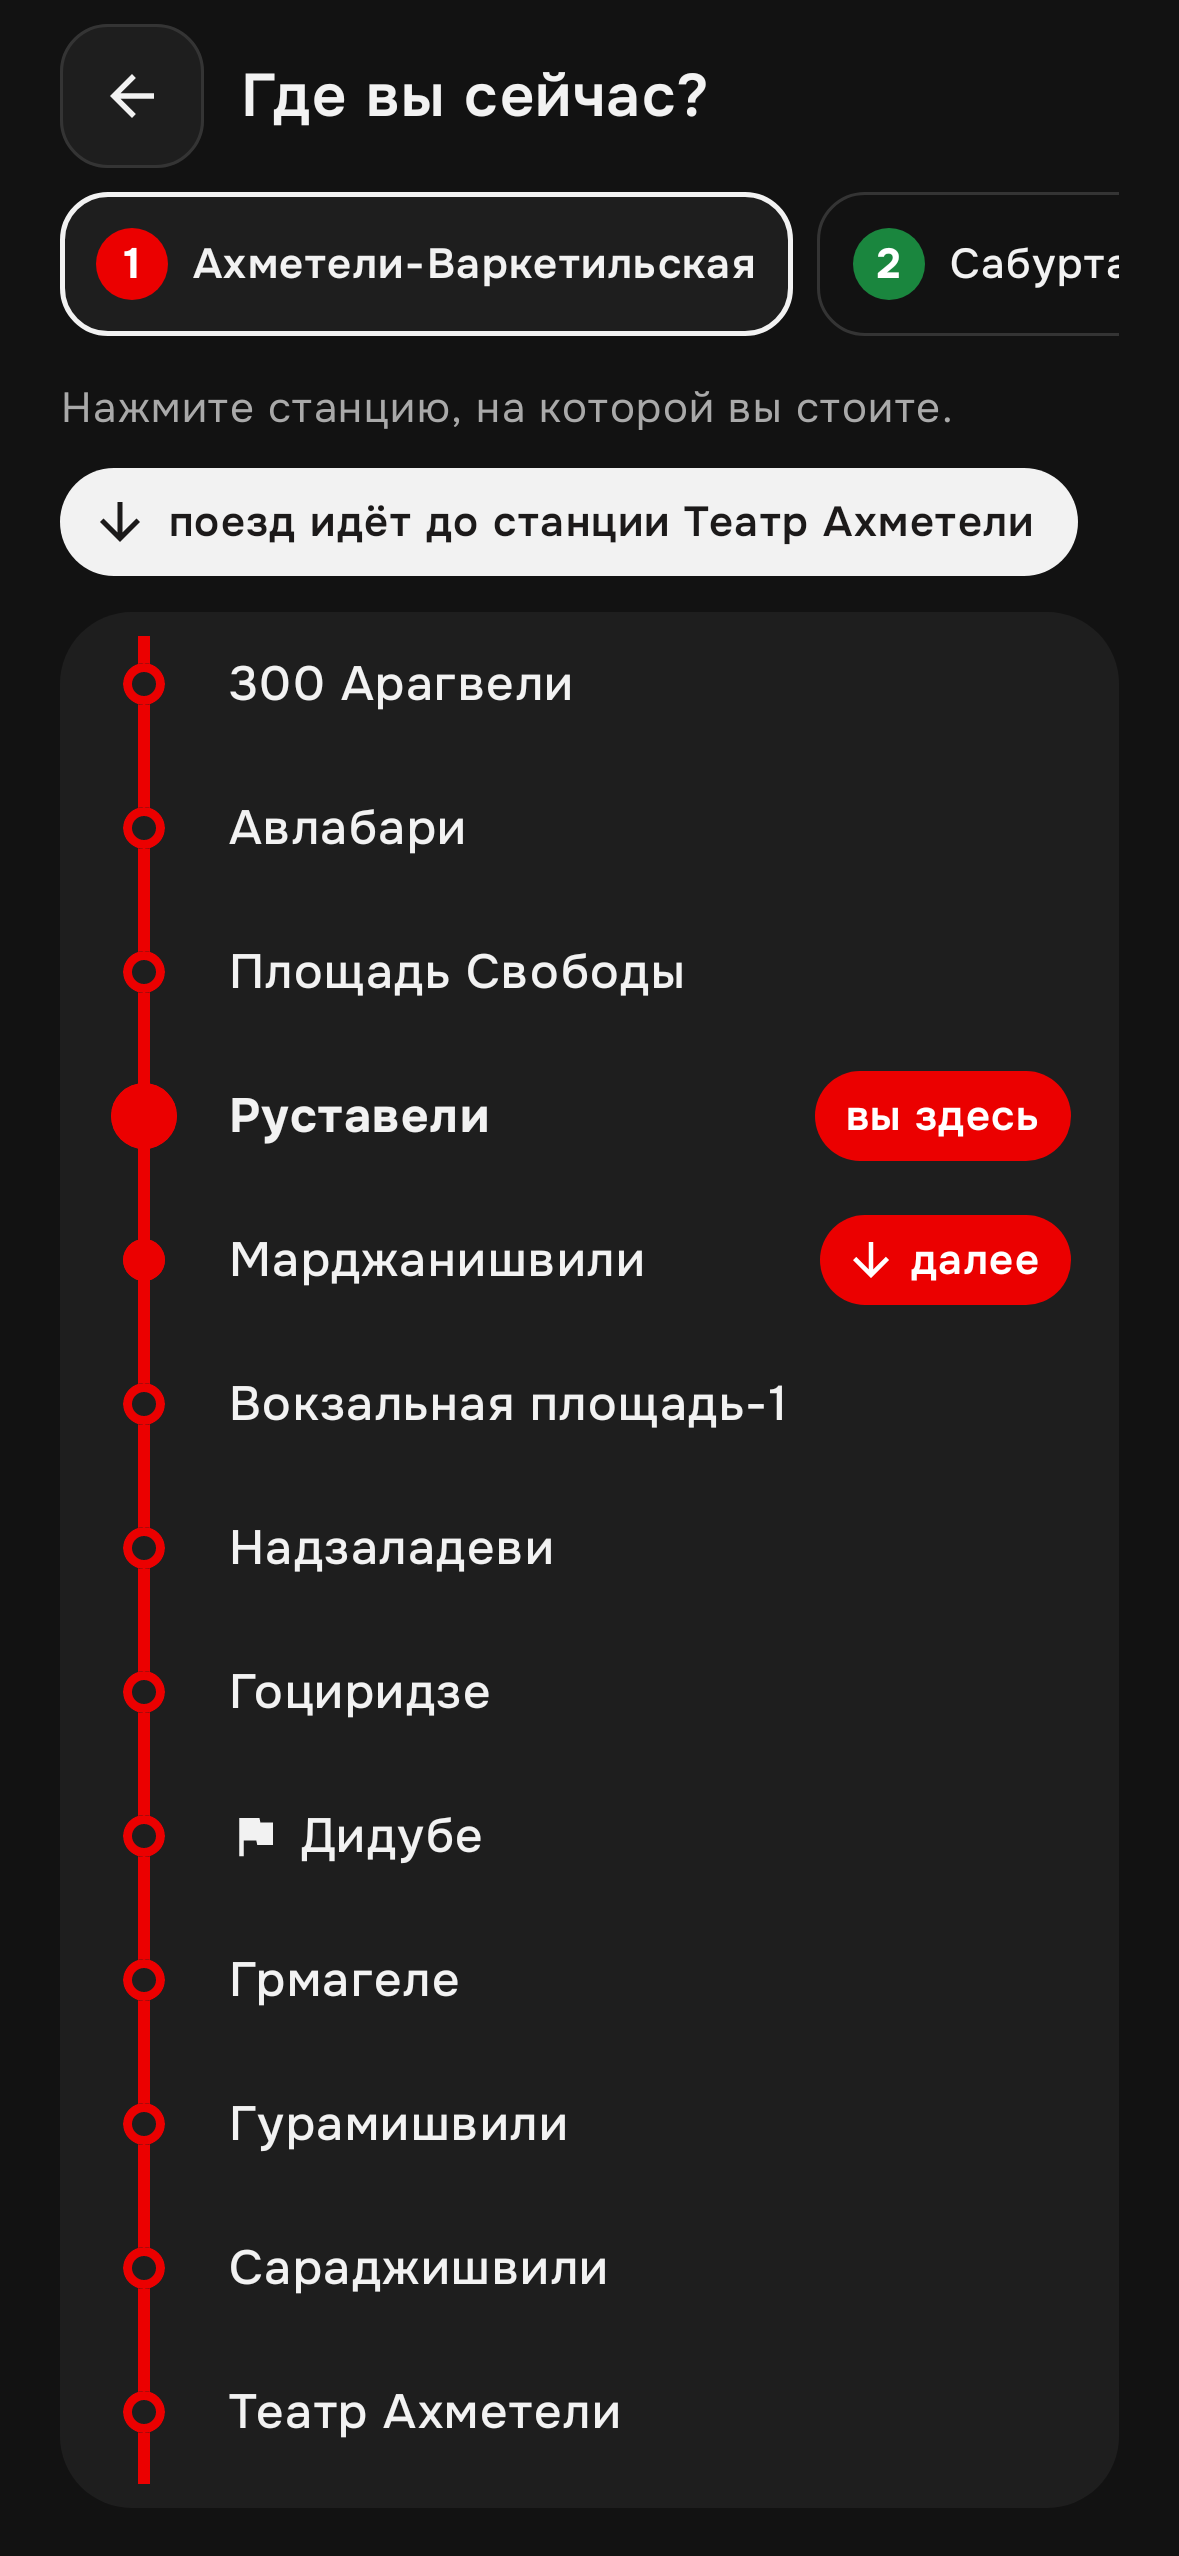 Где вы сейчас?
1 Ахметели-Варкетильская
2
Нажмите станцию, на которой вы стоите.
поезд идёт до станции Театр Ахметели
300 Арагвели
Авлабари
Площадь Свободы
Руставели
вы здесь
Марджанишвили
далее
Вокзальная площадь-1
Надзаладеви
Гоциридзе
Дидубе
Грмагеле
Гурамишвили
Сараджишвили
Театр Ахметели